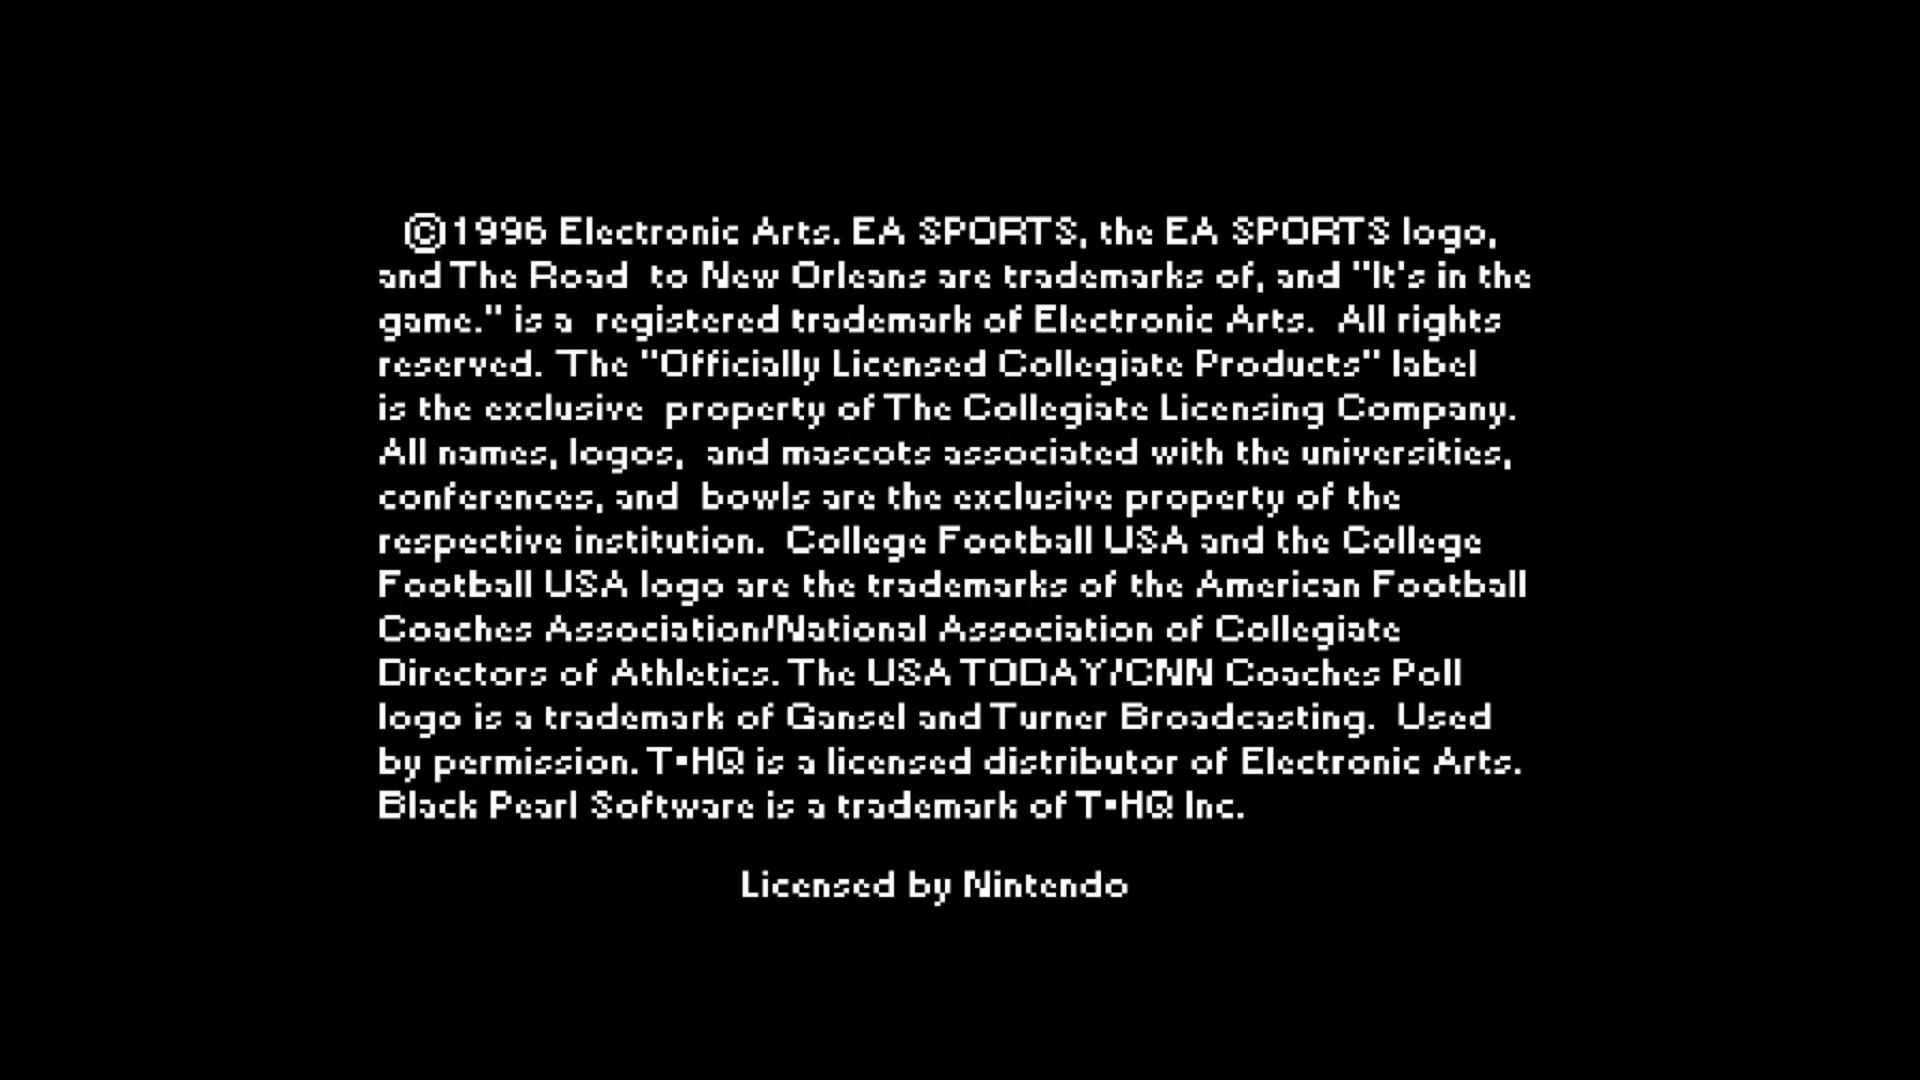 ©1996 Electronic Arts. EA SPORTS, the EA SPORTS logo,
and The Road to New Orleans are trademarks of, and "It's in the
game." is a registered trademark of Electronic Arts. All rights
reserved. The "Officially Licensed Collegiate Products" label
is the exclusive property of The Collegiate Licensing Company.
All names, logos, and mascots associated with the universities,
conferences, and bowls are the exclusive property of the
respective institution. College Football USA and the College
Football USA logo are the trademarks of the American Football
Coaches Association/National Association of Collegiate
Directors of Athletics. The USA TODAY/CNN Coaches Poll
logo is a trademark of Gansel and Turner Broadcasting. Used
by permission. T•HQ is a licensed distributor of Electronic Arts.
Black Pearl Software is a trademark of T•HQ Inc.
Licensed by Nintendo